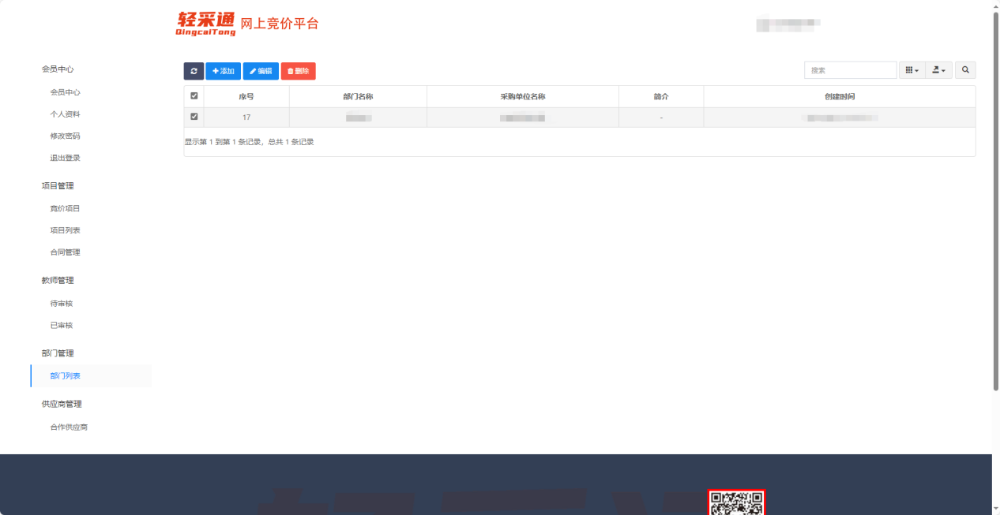 轻采通 网上竞价平台
QingcaiTong
会员中心
会员中心
个人资料
修改密码
退出登录
项目管理
竞价项目
项目列表
合同管理
教师管理
待审核
已审核
部门管理
部门列表
供应商管理
合作供应商
添加 编辑 删除 搜索
序号 部门名称 采购单位名称 简介 创建时间
17 -
显示第 1 到第 1 条记录，总共 1 条记录